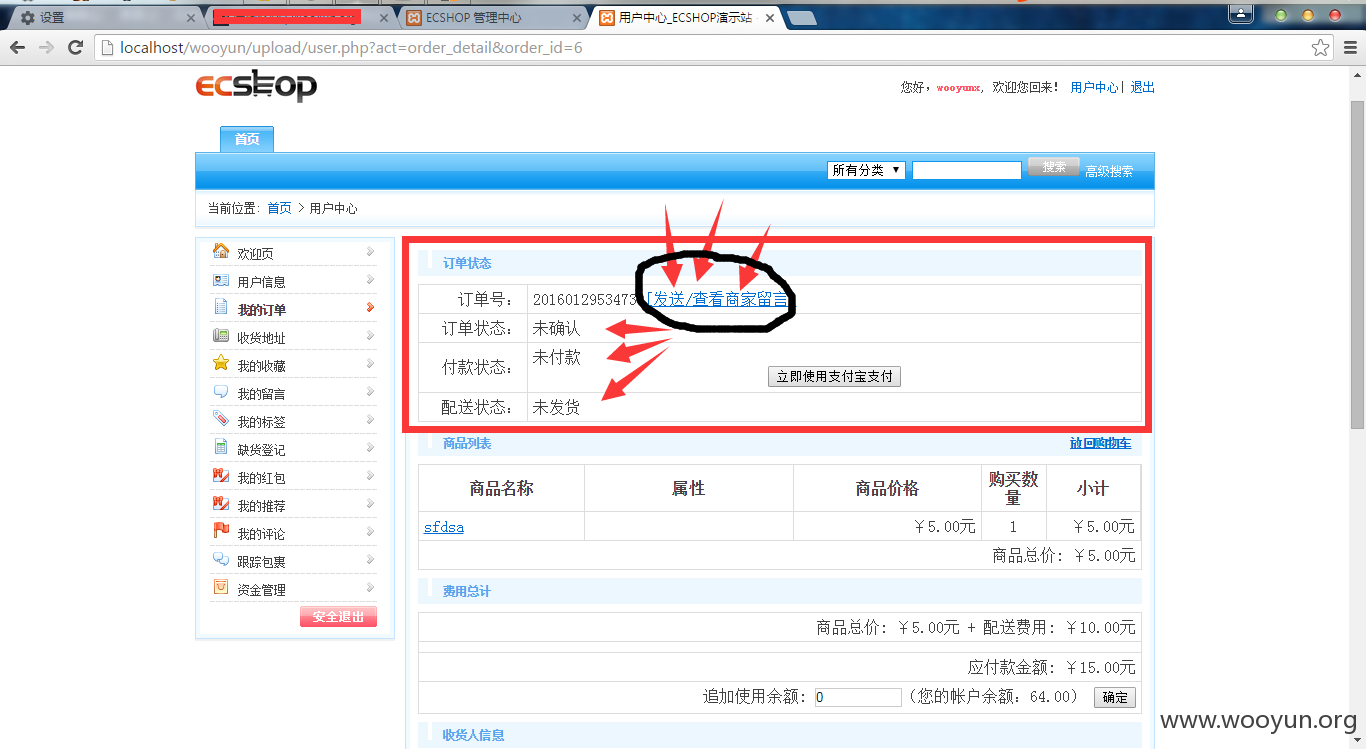 设置
ECSHOP 管理中心
用户中心_ECSHOP演示站
localhost/wooyun/upload/user.php?act=order_detail&order_id=6
ECSHOP
您好，wooyunx, 欢迎您回来！ 用户中心| 退出
首页
所有分类 搜索 高级搜索
当前位置: 首页 > 用户中心
欢迎页
用户信息
我的订单
收货地址
我的收藏
我的留言
我的标签
缺货登记
我的红包
我的推荐
我的评论
跟踪包裹
资金管理
安全退出
订单状态
订单号： 2016012953473 [发送/查看商家留言
订单状态： 未确认
付款状态： 未付款
立即使用支付宝支付
配送状态： 未发货
商品列表 放回购物车
商品名称 属性 商品价格 购买数量 小计
sfdsa ￥5.00元 1 ￥5.00元
商品总价: ￥5.00元
费用总计
商品总价: ￥5.00元 + 配送费用: ￥10.00元
应付款金额: ￥15.00元
追加使用余额: 0 (您的帐户余额：64.00) 确定
收货人信息
www.wooyun.org